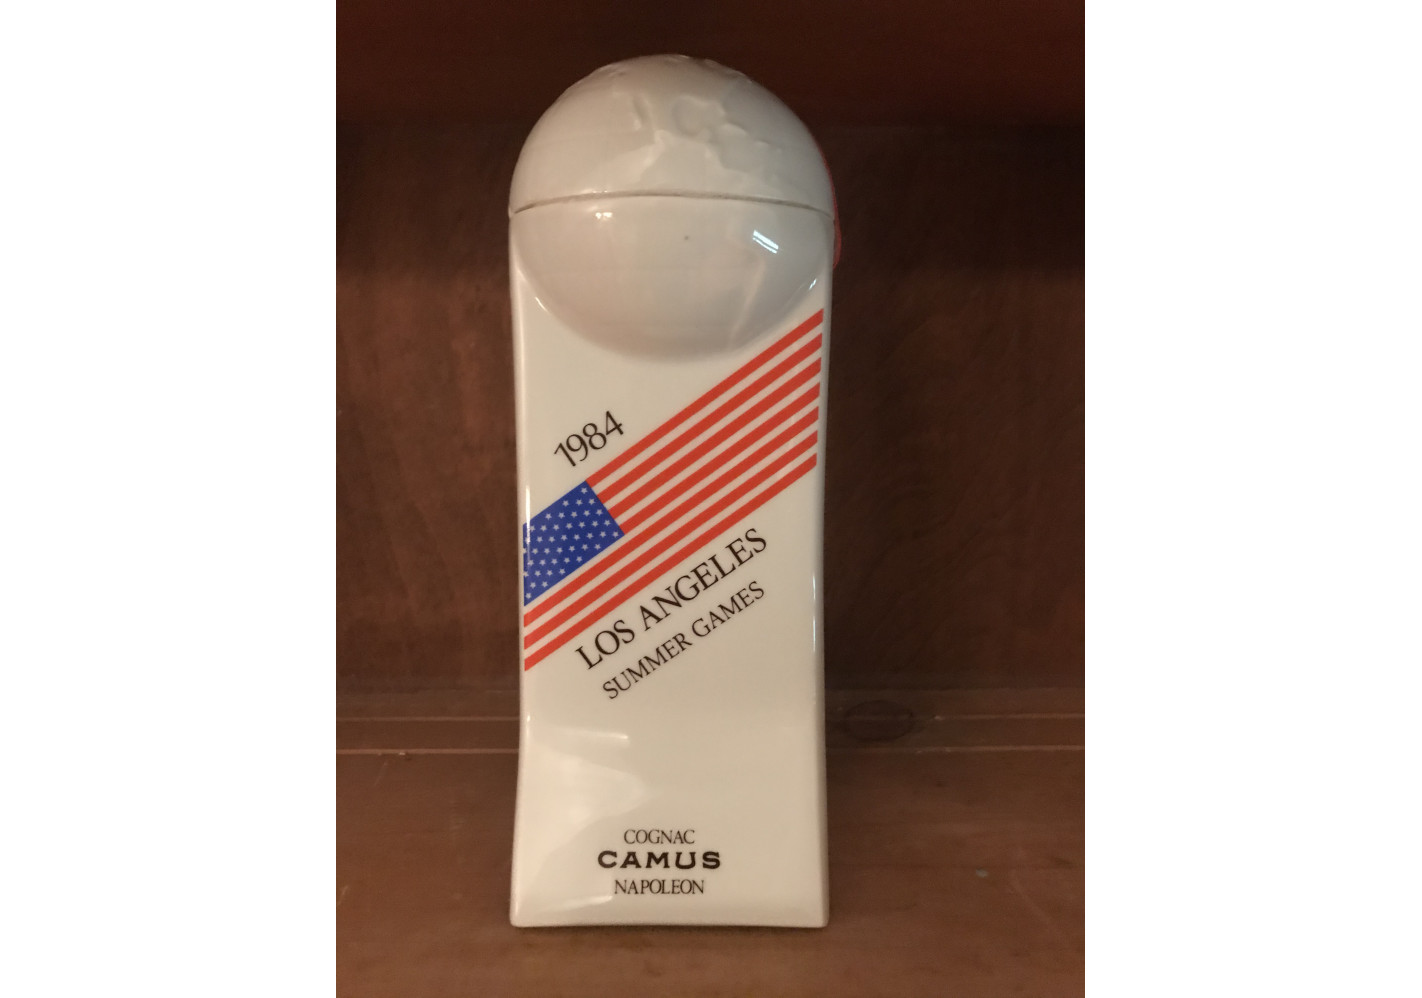 1984
LOS ANGELES
SUMMER GAMES
COGNAC
CAMUS
NAPOLEON